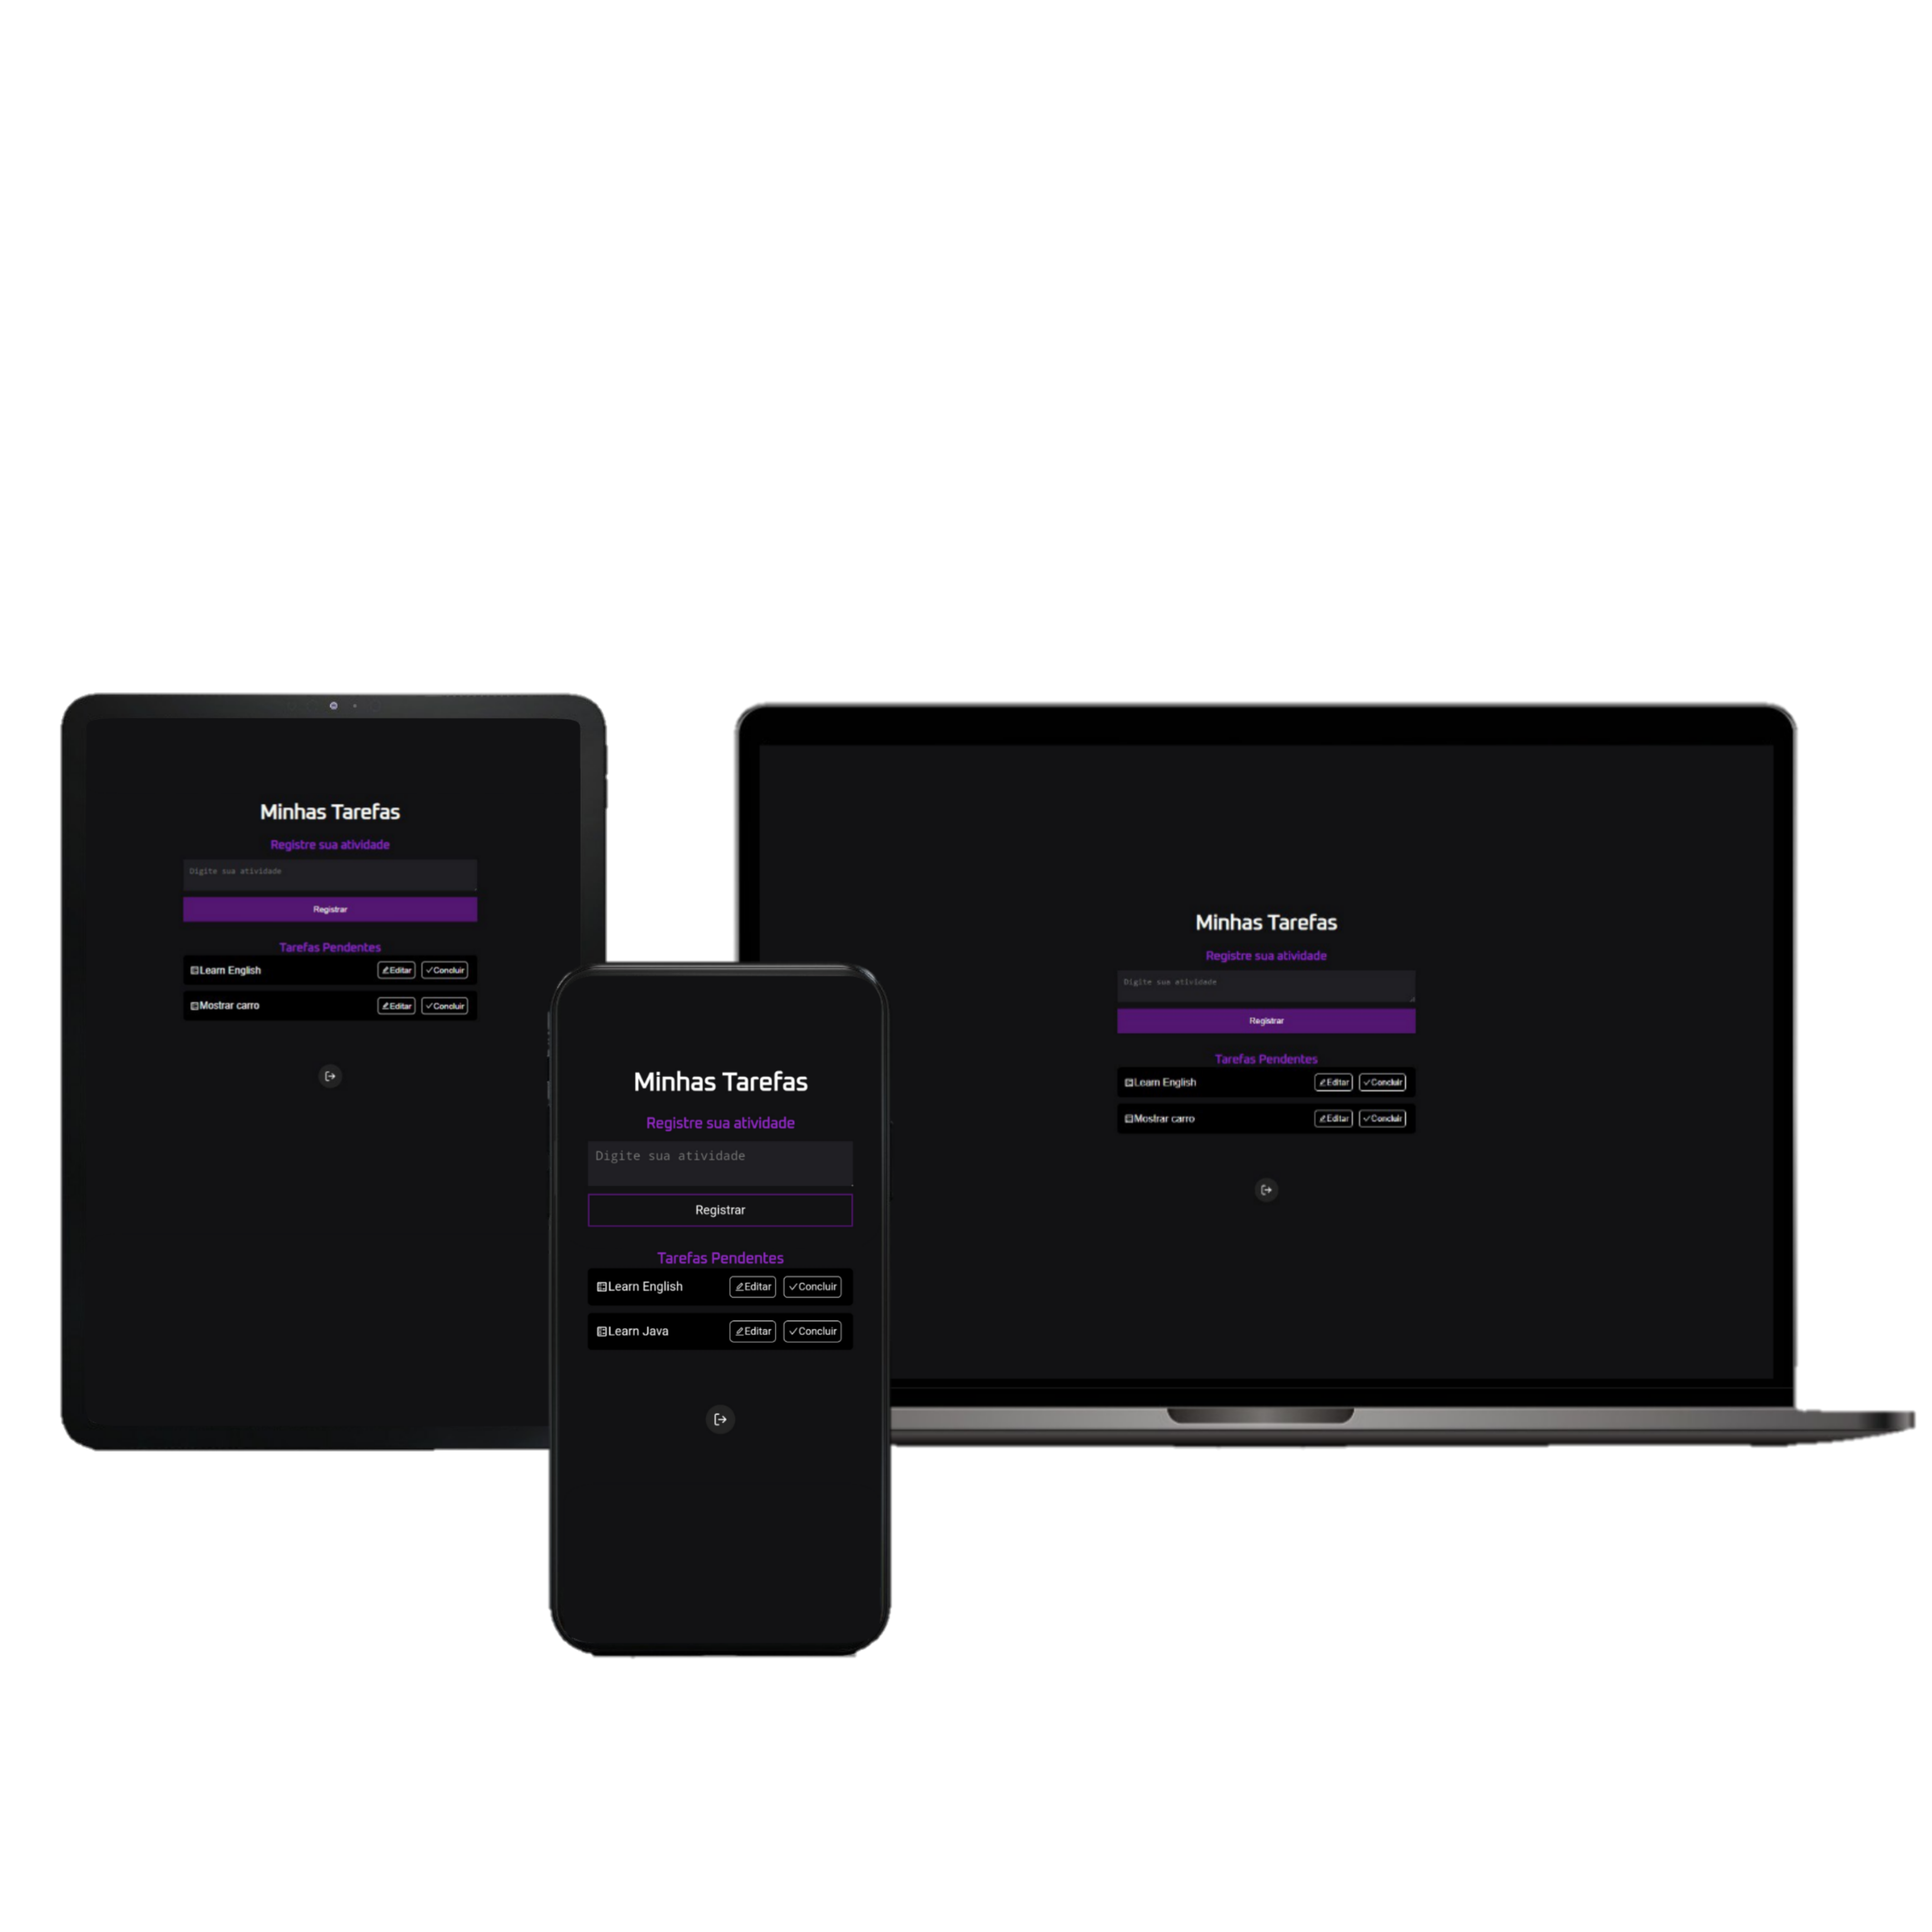 Minhas Tarefas
Registre sua atividade
Digite sua atividade
Registrar
Tarefas Pendentes
Learn English Editar Concluir
Mostrar carro Editar Concluir
Minhas Tarefas
Registre sua atividade
Digite sua atividade
Registrar
Tarefas Pendentes
Learn English Editar Concluir
Learn Java Editar Concluir
Minhas Tarefas
Registre sua atividade
Digite sua atividade
Registrar
Tarefas Pendentes
Learn English Editar Concluir
Mostrar carro Editar Concluir